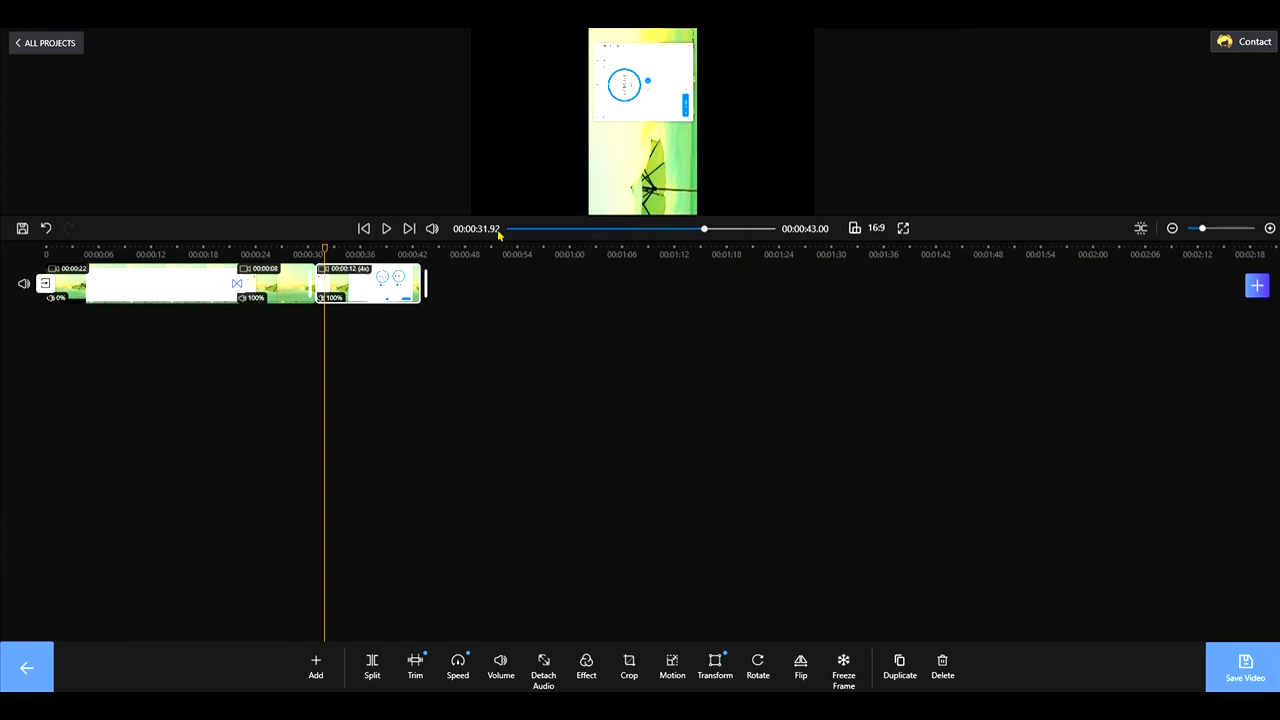 ALL PROJECTS
Contact
00:00:31.92
00:00:43.00
16:9
0 00:00:06 00:00:12 00:00:18 00:00:24 00:00:30 00:00:36 00:00:42 00:00:48 00:00:54 00:01:00 00:01:06 00:01:12 00:01:18 00:01:24 00:01:30 00:01:36 00:01:42 00:01:48 00:01:54 00:02:00 00:02:06 00:02:12 00:02:18
00:00:22 00:00:08 00:00:12 (4x)
0% 100% 100%
Add Split Trim Speed Volume Detach Audio Effect Crop Motion Transform Rotate Flip Freeze Frame Duplicate Delete Save Video